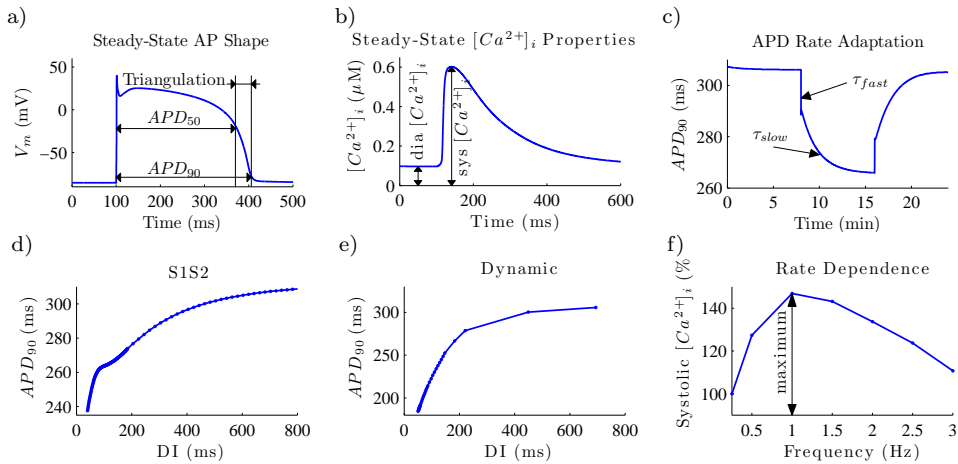 a)
Steady-State AP Shape
50
0
−50
V_m (mV)
Triangulation
APD_50
APD_90
0 100 200 300 400 500
Time (ms)
b)
Steady-State [Ca^2+]_i Properties
0.6
0.4
0.2
0
[Ca^2+]_i (μM)
dia [Ca^2+]_i
sys [Ca^2+]_i
0 200 400 600
Time (ms)
c)
APD Rate Adaptation
300
280
260
APD_90 (ms)
τ_fast
τ_slow
0 10 20
Time (min)
d)
S1S2
300
280
260
240
APD_90 (ms)
0 200 400 600 800
DI (ms)
e)
Dynamic
300
250
200
APD_90 (ms)
0 200 400 600 800
DI (ms)
f)
Rate Dependence
140
120
100
Systolic [Ca^2+]_i (%
maximum
0.5 1 1.5 2 2.5 3
Frequency (Hz)